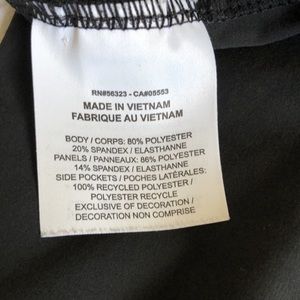 RN#56323 - CA#05553
MADE IN VIETNAM
FABRIQUE AU VIETNAM
BODY / CORPS: 80% POLYESTER
20% SPANDEX / ELASTHANNE
PANELS / PANNEAUX: 86% POLYESTER
14% SPANDEX / ELASTHANNE
SIDE POCKETS / POCHES LATÉRALES:
100% RECYCLED POLYESTER /
POLYESTER RECYCLE
EXCLUSIVE OF DECORATION /
DECORATION NON COMPRISE